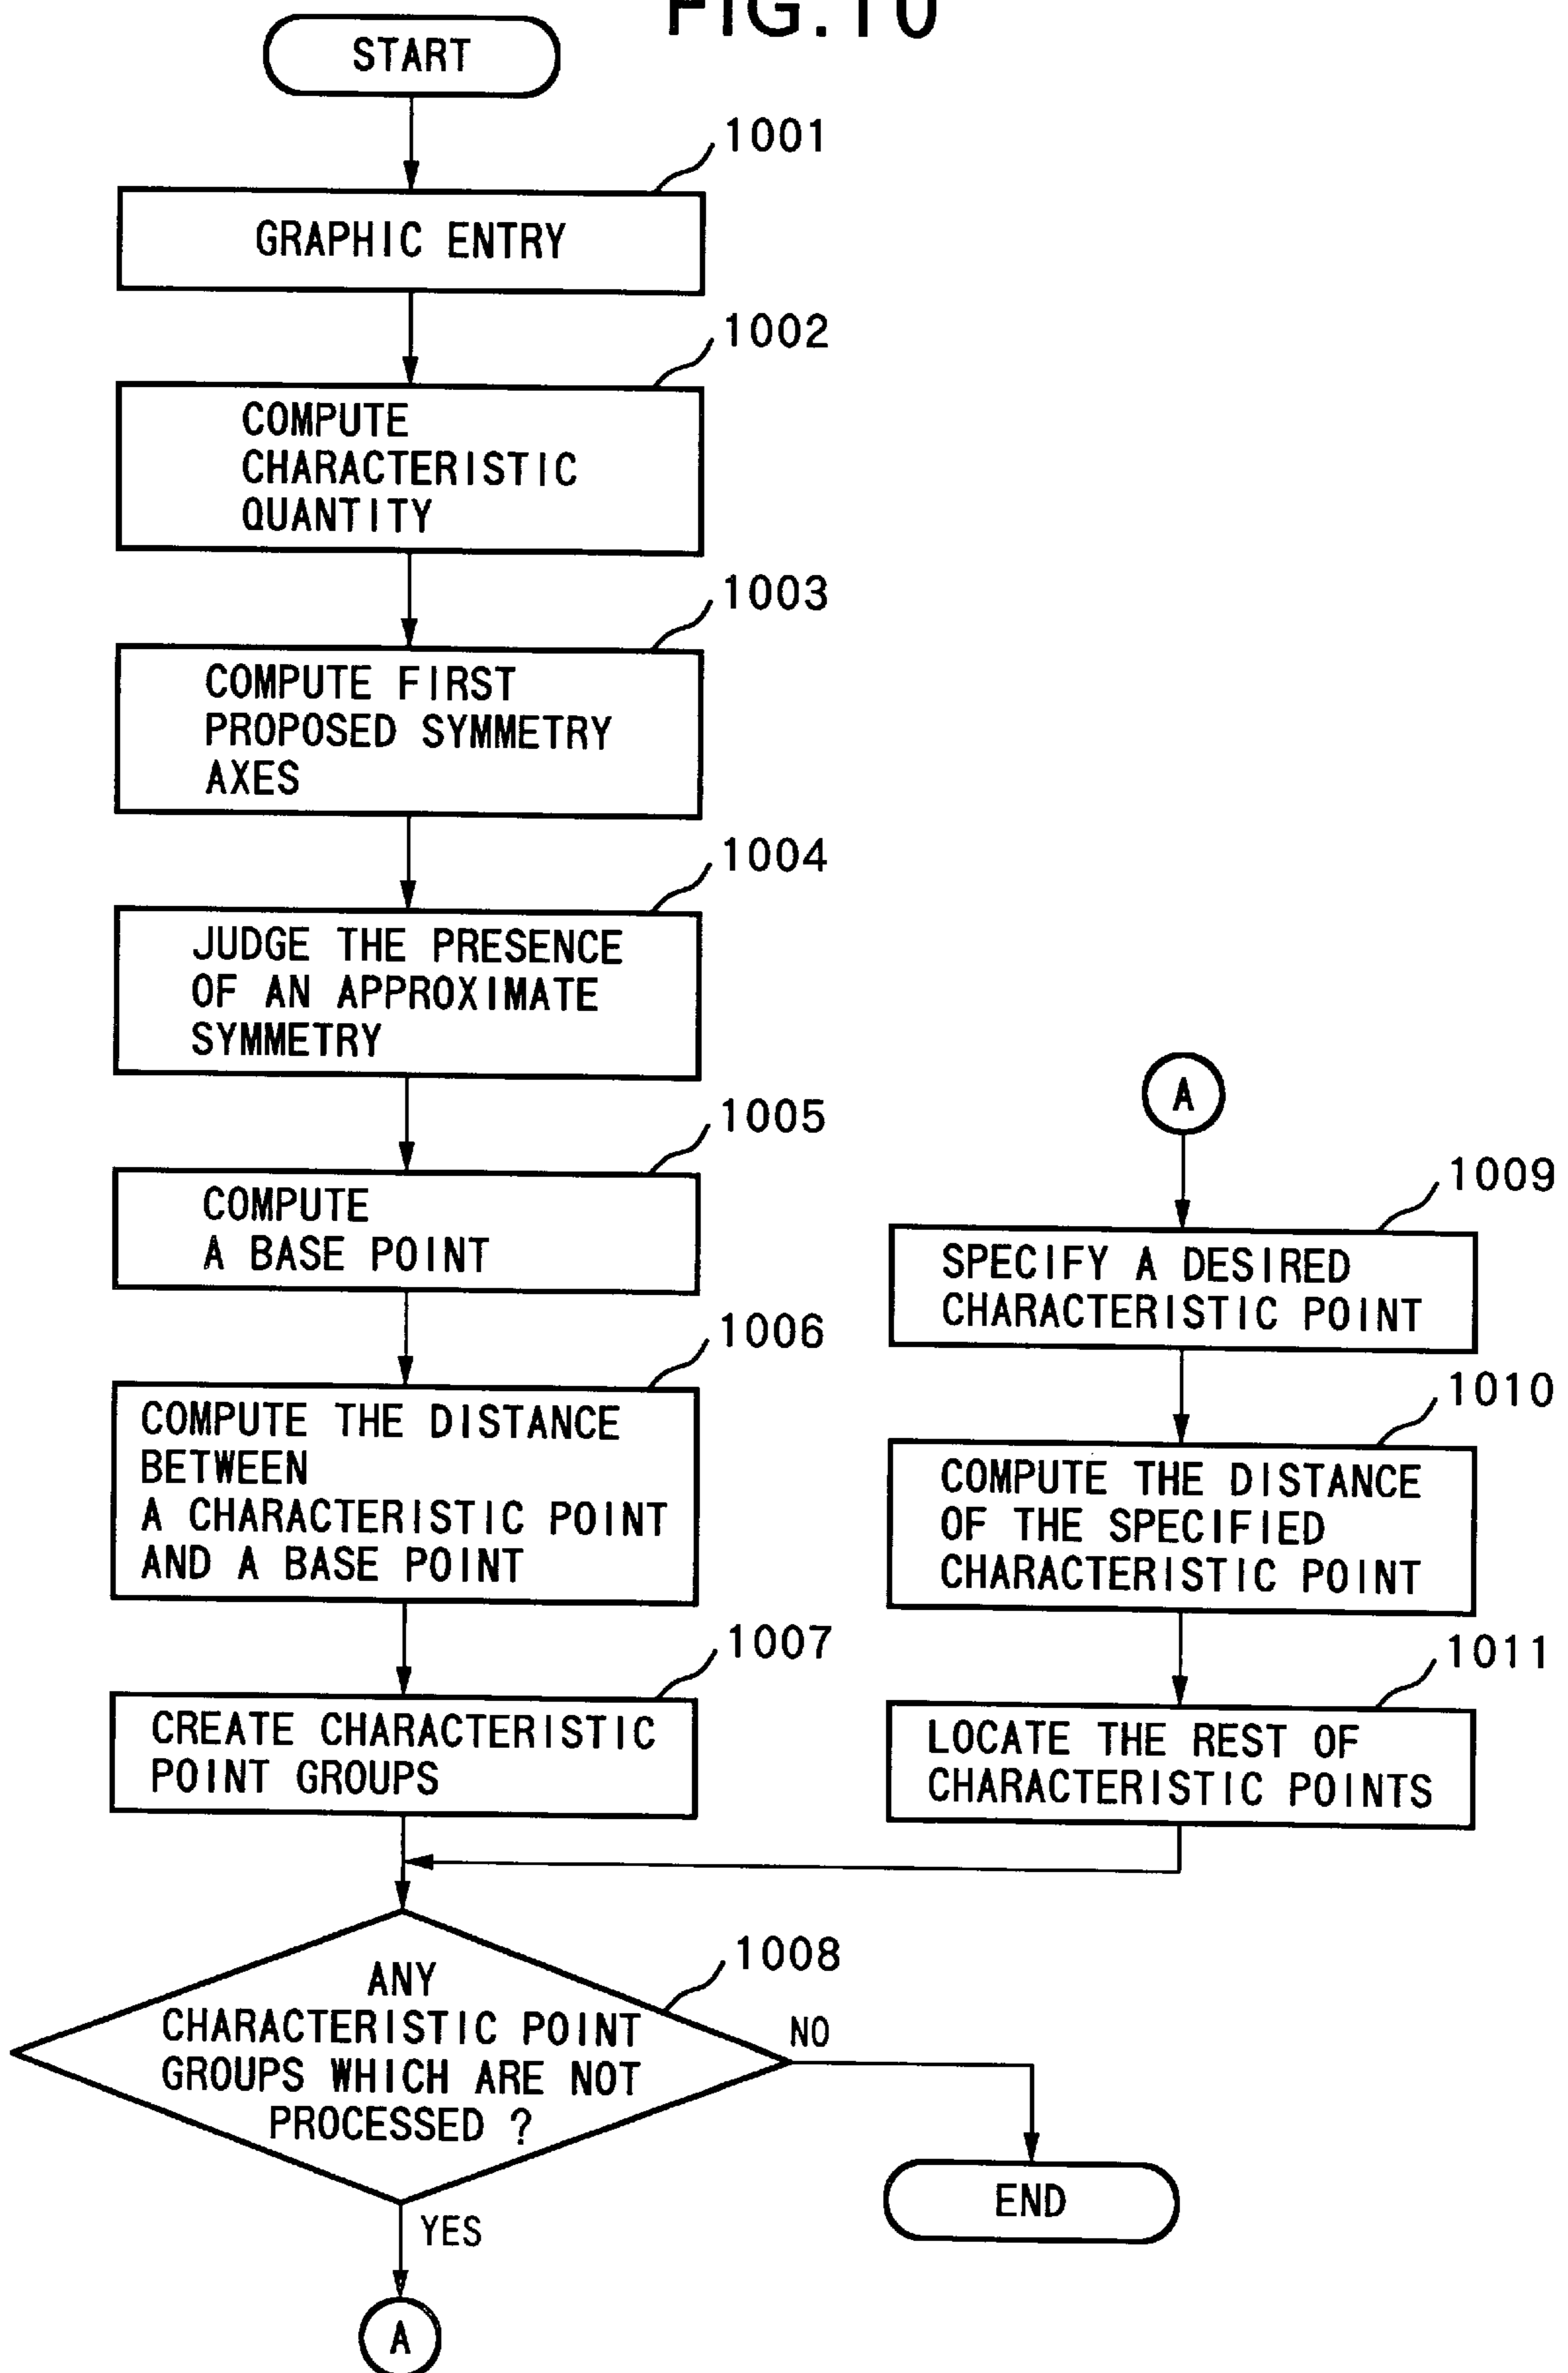 FIG.10
START
1001
GRAPHIC ENTRY
1002
COMPUTE
CHARACTERISTIC
QUANTITY
1003
COMPUTE FIRST
PROPOSED SYMMETRY
AXES
1004
JUDGE THE PRESENCE
OF AN APPROXIMATE
SYMMETRY
1005
COMPUTE
A BASE POINT
1006
COMPUTE THE DISTANCE
BETWEEN
A CHARACTERISTIC POINT
AND A BASE POINT
1007
CREATE CHARACTERISTIC
POINT GROUPS
1008
ANY
CHARACTERISTIC POINT
GROUPS WHICH ARE NOT
PROCESSED ?
NO
END
YES
A
A
1009
SPECIFY A DESIRED
CHARACTERISTIC POINT
1010
COMPUTE THE DISTANCE
OF THE SPECIFIED
CHARACTERISTIC POINT
1011
LOCATE THE REST OF
CHARACTERISTIC POINTS